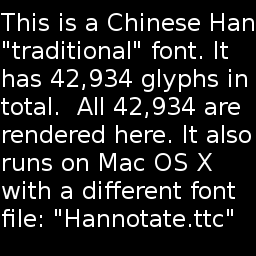 This is a Chinese Han
"traditional" font. It
has 42,934 glyphs in
total.  All 42,934 are
rendered here. It also
runs on Mac OS X
with a different font
file: "Hannotate.ttc"